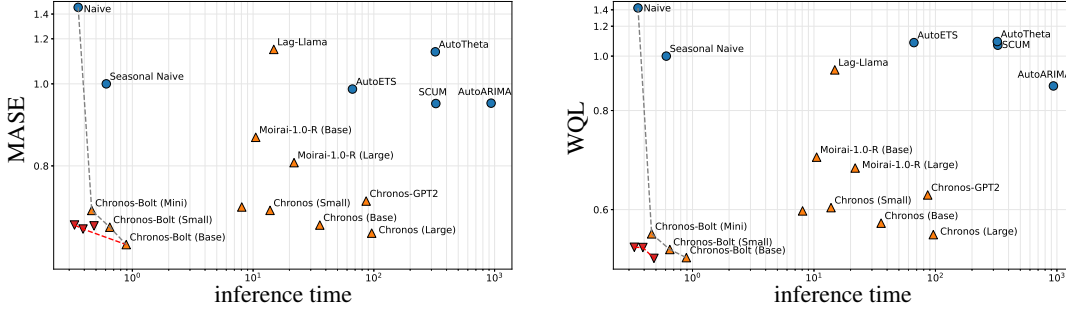 MASE
1.4
1.2
1.0
0.8
Naive
Lag-Llama
AutoTheta
Seasonal Naive
AutoETS
SCUM
AutoARIMA
Moirai-1.0-R (Base)
Moirai-1.0-R (Large)
Chronos-GPT2
Chronos-Bolt (Mini)
Chronos (Small)
Chronos-Bolt (Small)
Chronos (Base)
Chronos-Bolt (Base)
Chronos (Large)
10⁰
10¹
10²
10³
inference time
WQL
1.4
1.2
1.0
0.8
0.6
Naive
AutoTheta
SCUM
Seasonal Naive
AutoETS
Lag-Llama
AutoARIMA
Moirai-1.0-R (Base)
Moirai-1.0-R (Large)
Chronos-GPT2
Chronos (Small)
Chronos (Base)
Chronos-Bolt (Mini)
Chronos (Large)
Chronos-Bolt (Small)
Chronos-Bolt (Base)
10⁰
10¹
10²
10³
inference time